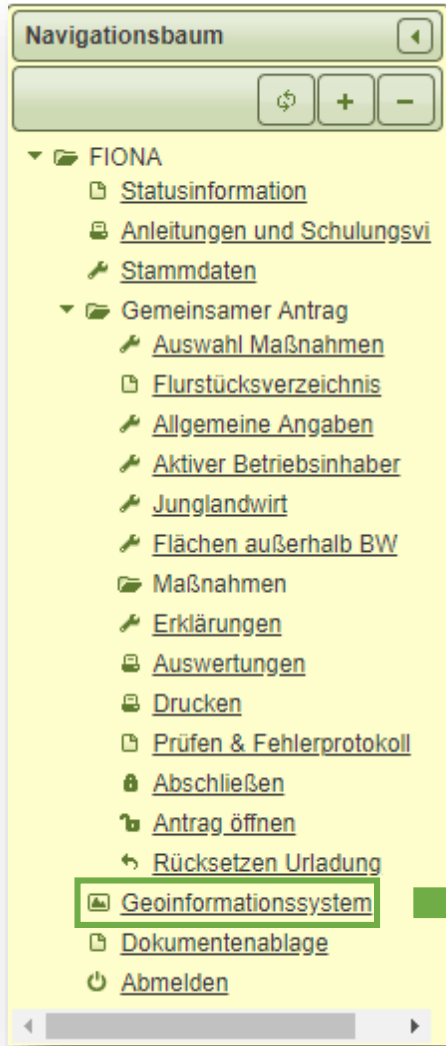 Navigationsbaum
FIONA
Statusinformation
Anleitungen und Schulungsvi
Stammdaten
Gemeinsamer Antrag
Auswahl Maßnahmen
Flurstücksverzeichnis
Allgemeine Angaben
Aktiver Betriebsinhaber
Junglandwirt
Flächen außerhalb BW
Maßnahmen
Erklärungen
Auswertungen
Drucken
Prüfen & Fehlerprotokoll
Abschließen
Antrag öffnen
Rücksetzen Urladung
Geoinformationssystem
Dokumentenablage
Abmelden